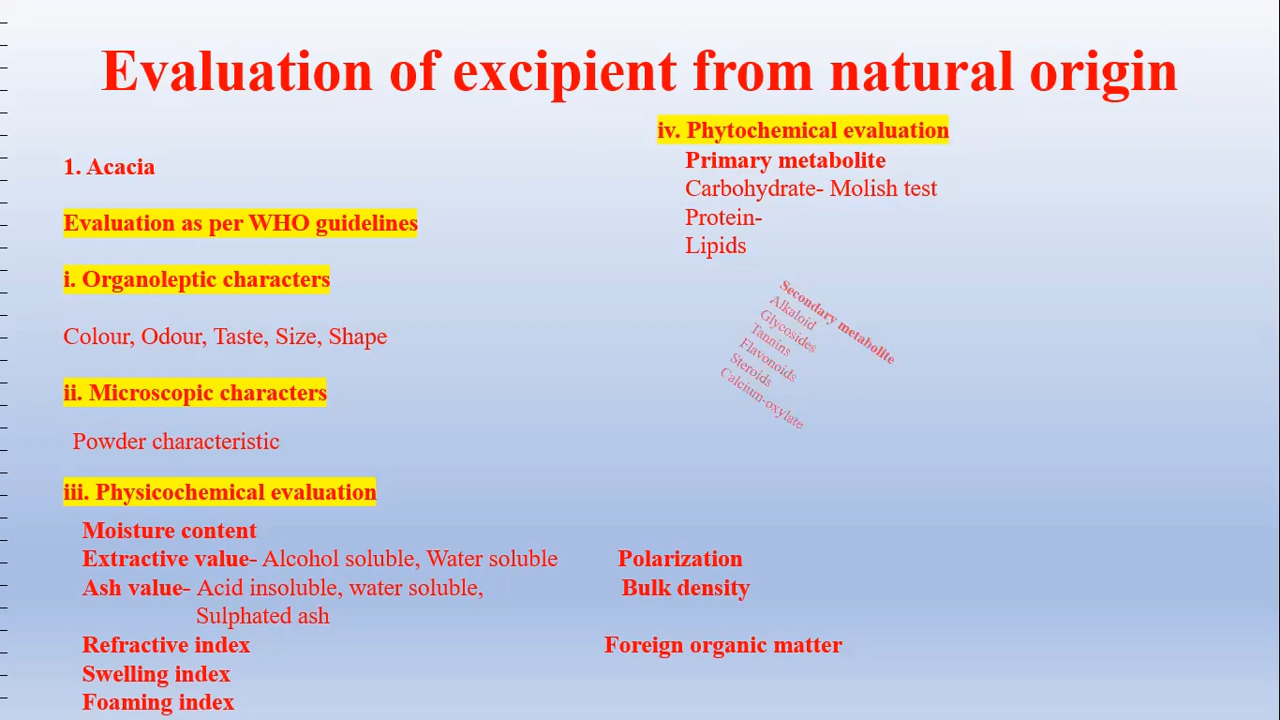 Evaluation of excipient from natural origin
1. Acacia
Evaluation as per WHO guidelines
i. Organoleptic characters
Colour, Odour, Taste, Size, Shape
ii. Microscopic characters
Powder characteristic
iii. Physicochemical evaluation
Moisture content
Extractive value- Alcohol soluble, Water soluble
Ash value- Acid insoluble, water soluble,
Sulphated ash
Refractive index
Swelling index
Foaming index
Polarization
Bulk density
Foreign organic matter
iv. Phytochemical evaluation
Primary metabolite
Carbohydrate- Molish test
Protein-
Lipids
Secondary metabolite
Alkaloid
Glycosides
Tannins
Flavonoids
Steroids
Calcium-oxylate